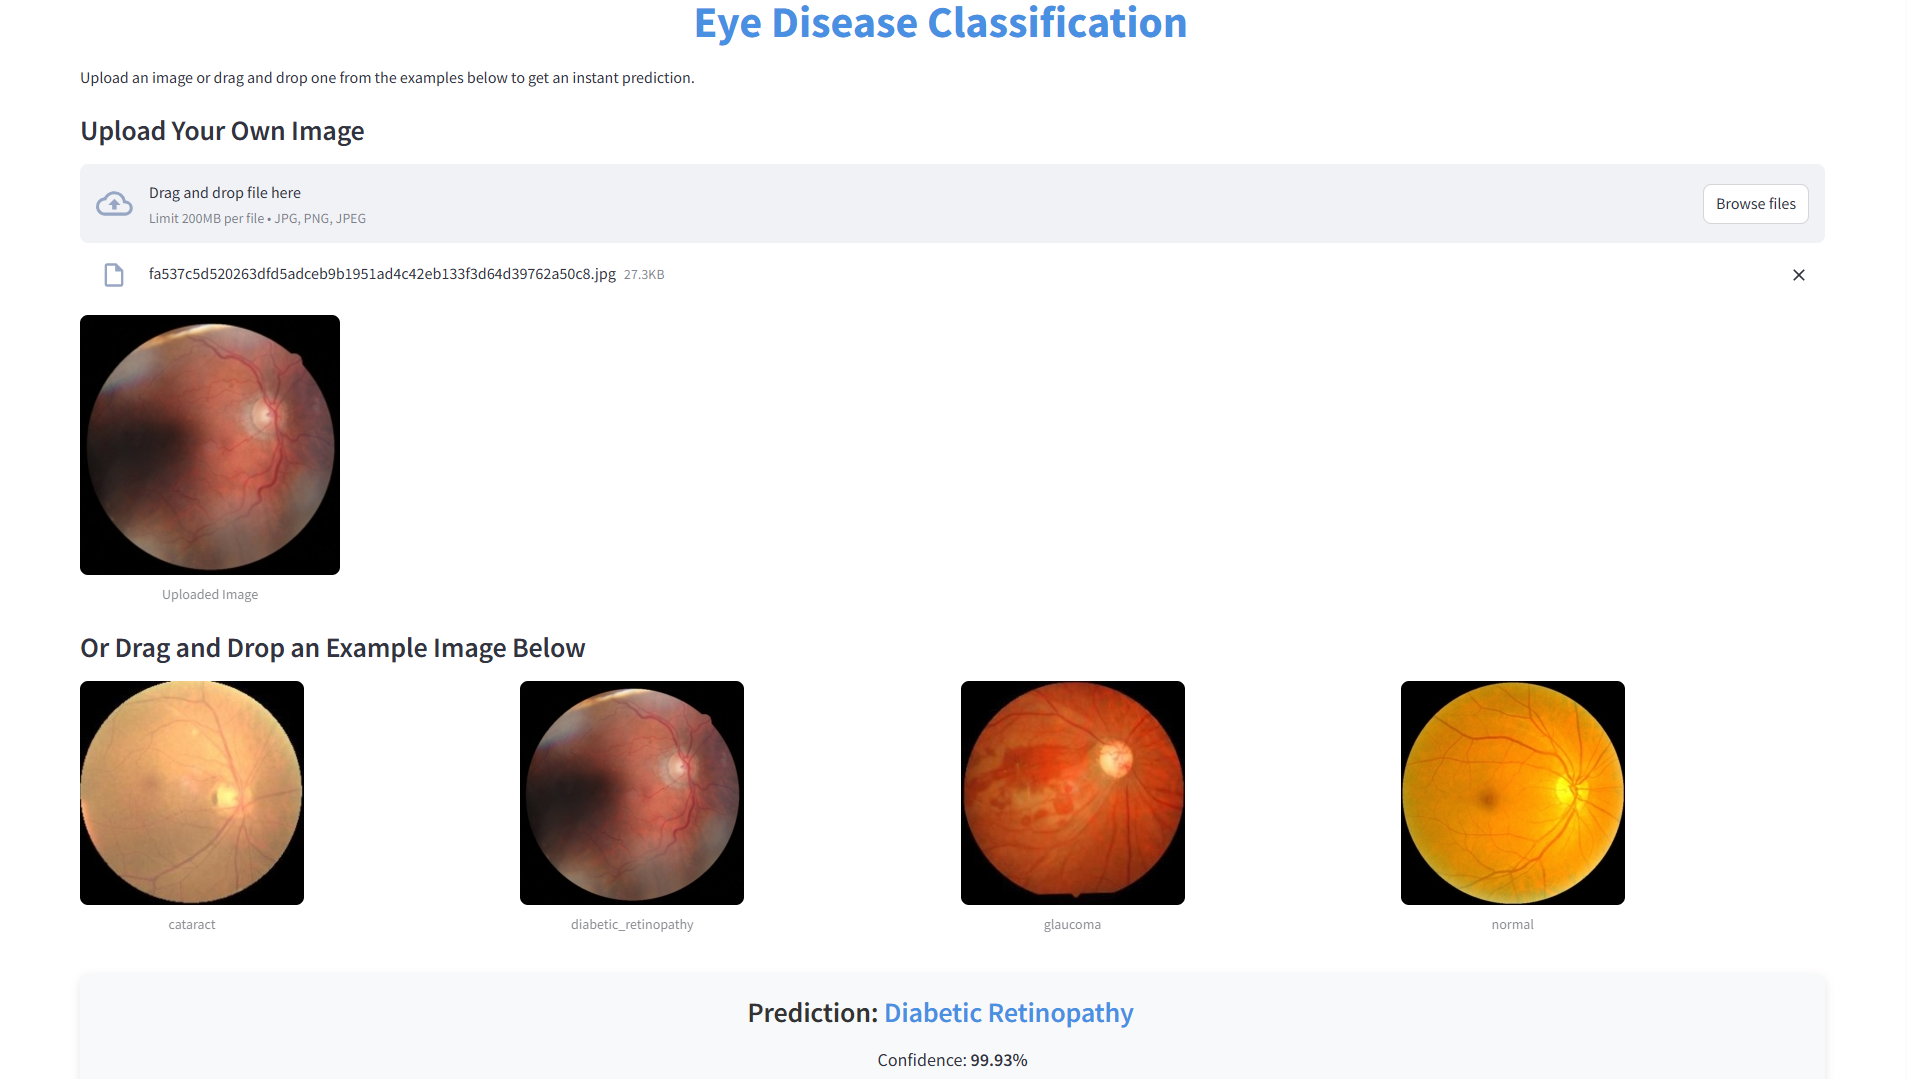 Eye Disease Classification
Upload an image or drag and drop one from the examples below to get an instant prediction.
Upload Your Own Image
Drag and drop file here
Limit 200MB per file • JPG, PNG, JPEG
Browse files
fa537c5d520263dfd5adceb9b1951ad4c42eb133f3d64d39762a50c8.jpg 27.3KB
Uploaded Image
Or Drag and Drop an Example Image Below
cataract
diabetic_retinopathy
glaucoma
normal
Prediction: Diabetic Retinopathy
Confidence: 99.93%